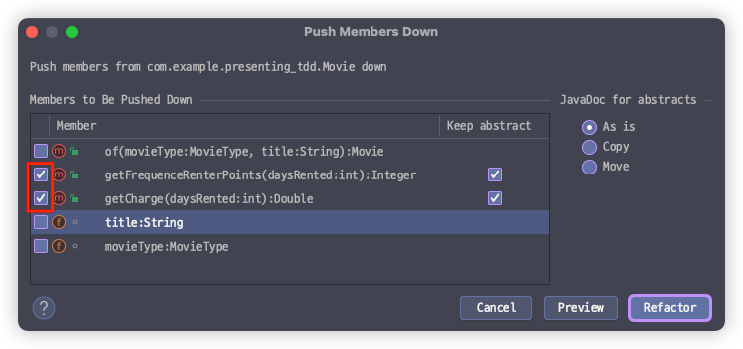 Push Members Down
Push members from com.example.presenting_tdd.Movie down
Members to Be Pushed Down
JavaDoc for abstracts
Member
Keep abstract
m of(movieType:MovieType, title:String):Movie
m getFrequenceRenterPoints(daysRented:int):Integer
m getCharge(daysRented:int):Double
f title:String
f movieType:MovieType
As is
Copy
Move
?
Cancel
Preview
Refactor